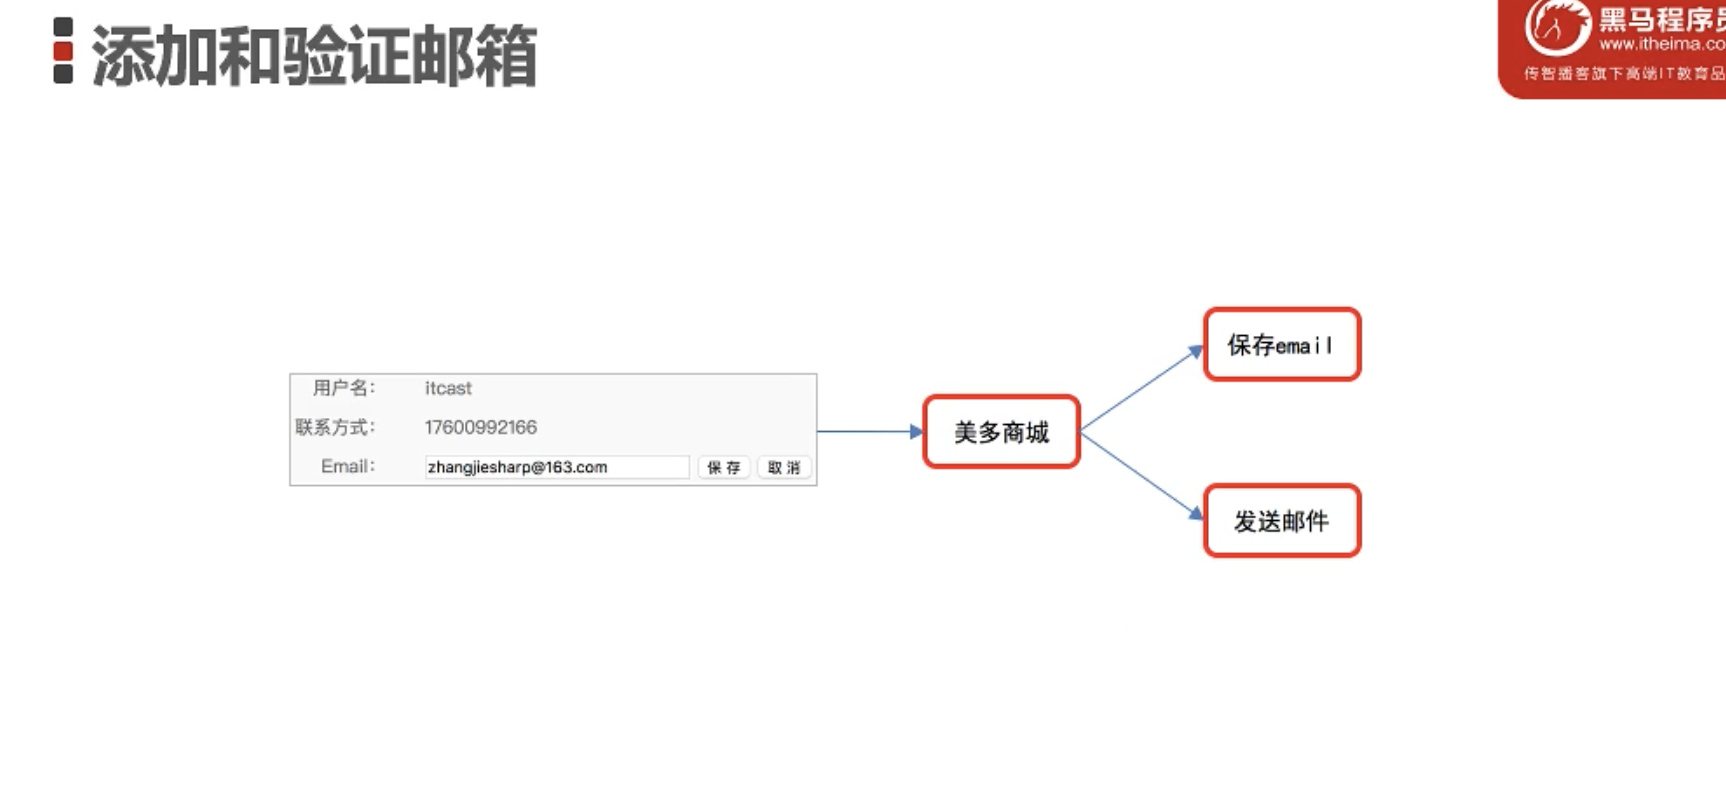 添加和验证邮箱
黑马程序员
www.itheima.co
传智播客旗下高端IT教育品
用户名： itcast
联系方式： 17600992166
Email： zhangjiesharp@163.com 保存 取消
美多商城
保存email
发送邮件